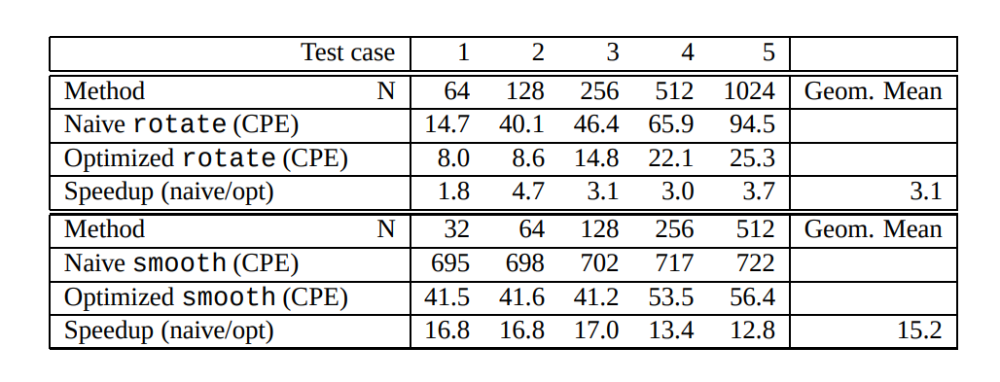 Test case 1 2 3 4 5
Method N 64 128 256 512 1024 Geom. Mean
Naive rotate (CPE) 14.7 40.1 46.4 65.9 94.5
Optimized rotate (CPE) 8.0 8.6 14.8 22.1 25.3
Speedup (naive/opt) 1.8 4.7 3.1 3.0 3.7 3.1
Method N 32 64 128 256 512 Geom. Mean
Naive smooth (CPE) 695 698 702 717 722
Optimized smooth (CPE) 41.5 41.6 41.2 53.5 56.4
Speedup (naive/opt) 16.8 16.8 17.0 13.4 12.8 15.2